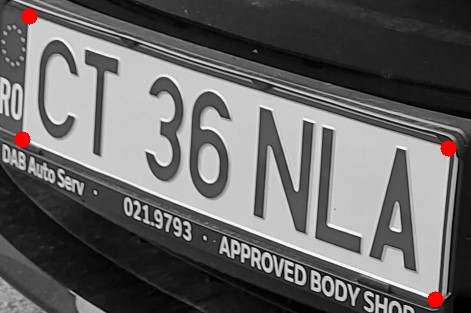 RO CT 36 NLA
DAB Auto Serv · 021.9793 · APPROVED BODY SHOP